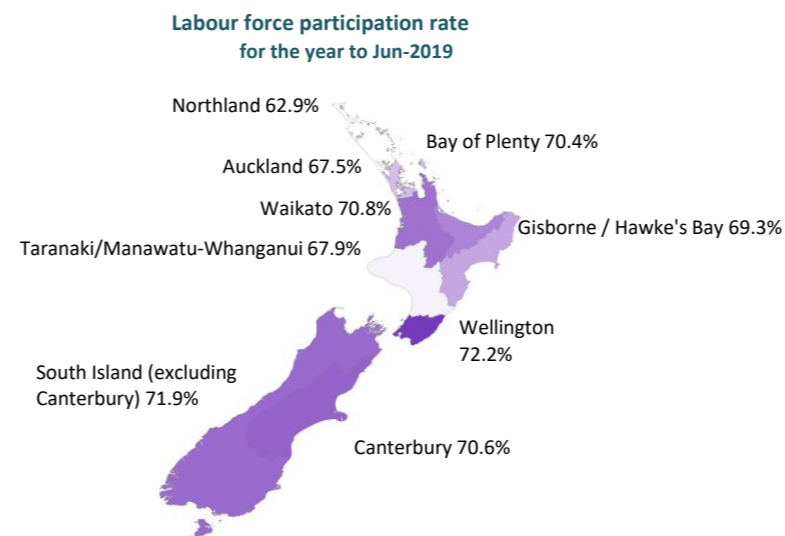 Labour force participation rate
for the year to Jun-2019
Northland 62.9%
Bay of Plenty 70.4%
Auckland 67.5%
Waikato 70.8%
Gisborne / Hawke's Bay 69.3%
Taranaki/Manawatu-Whanganui 67.9%
Wellington
72.2%
South Island (excluding
Canterbury) 71.9%
Canterbury 70.6%